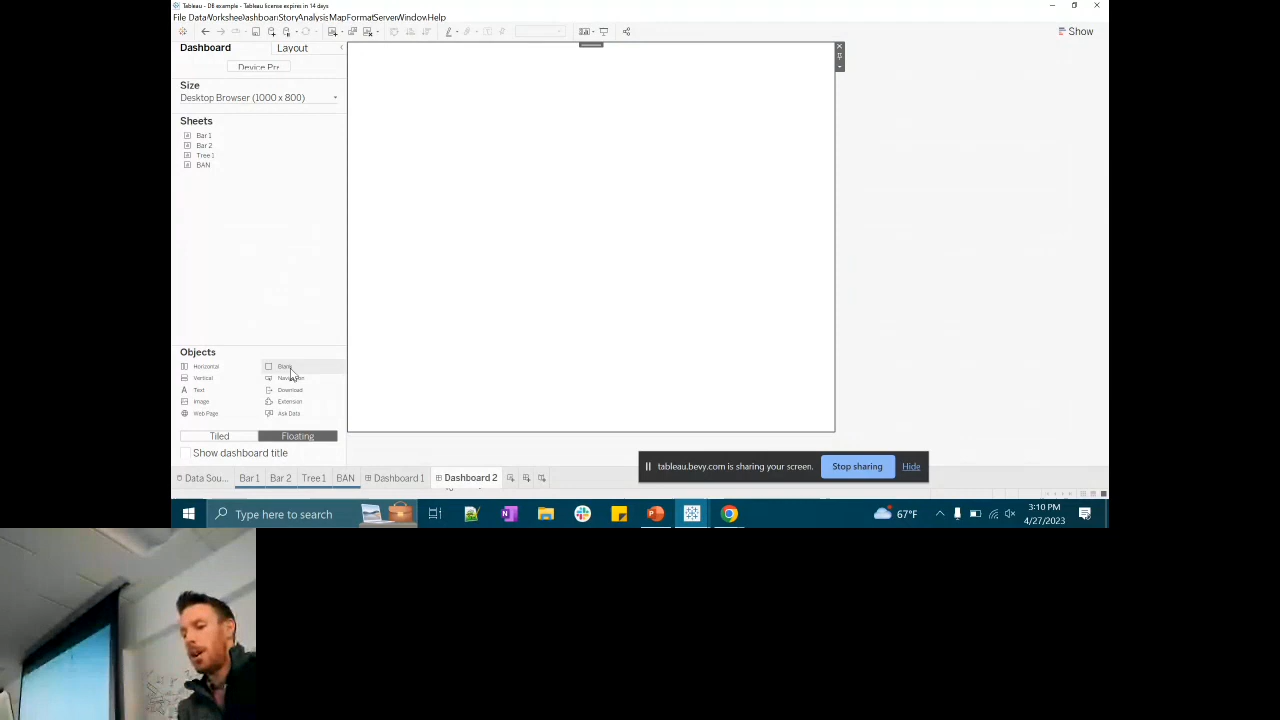 Tableau - DB example - Tableau license expires in 14 days
File Data Worksheet Dashboard Story Analysis Map Format Server Window Help
Show
Dashboard Layout
Device Pre
Size
Desktop Browser (1000 x 800)
Sheets
Bar 1
Bar 2
Tree 1
BAN
Objects
Horizontal Blank
Vertical Navigation
Text Download
Image Extension
Web Page Ask Data
Tiled Floating
Show dashboard title
tableau.bevy.com is sharing your screen. Stop sharing Hide
Data Sou... Bar 1 Bar 2 Tree 1 BAN Dashboard 1 Dashboard 2
Type here to search
67°F
3:10 PM
4/27/2023